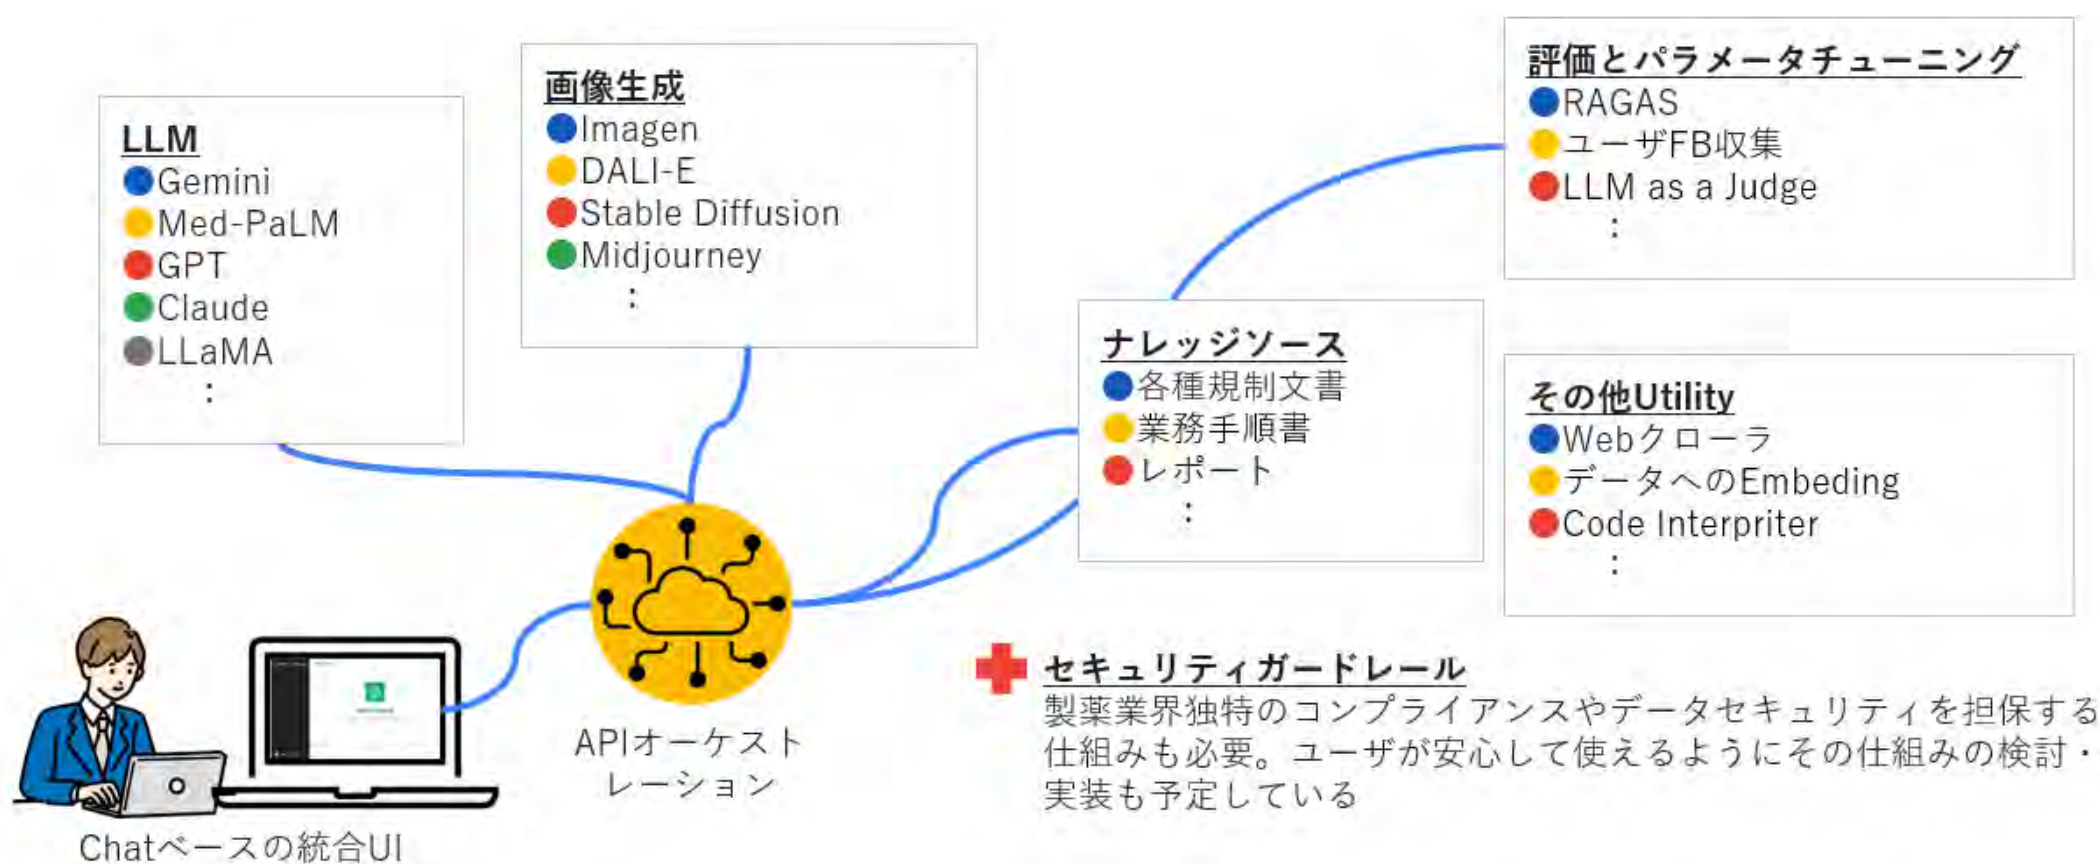 LLM
Gemini
Med-PaLM
GPT
Claude
LLaMA
:
画像生成
Imagen
DALI-E
Stable Diffusion
Midjourney
:
評価とパラメータチューニング
RAGAS
ユーザFB収集
LLM as a Judge
:
ナレッジソース
各種規制文書
業務手順書
レポート
:
その他Utility
Webクローラ
データへのEmbeding
Code Interpriter
:
APIオーケスト
レーション
Chatベースの統合UI
セキュリティガードレール
製薬業界独特のコンプライアンスやデータセキュリティを担保する
仕組みも必要。ユーザが安心して使えるようにその仕組みの検討・
実装も予定している